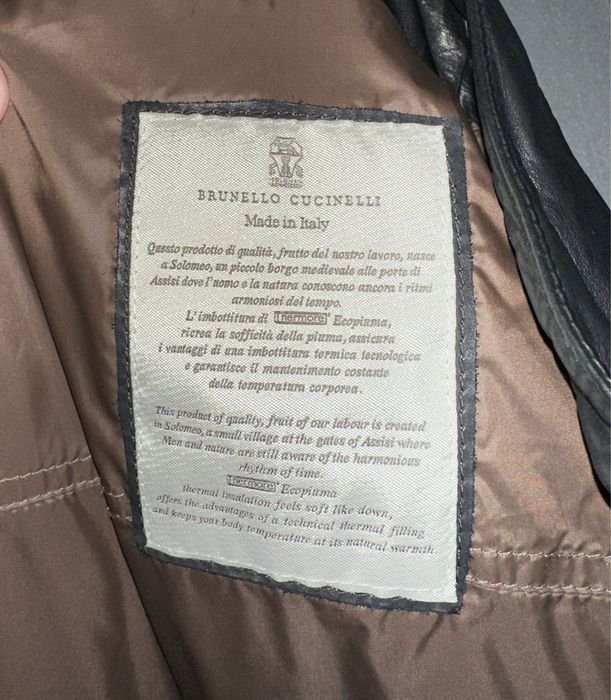 BRUNELLO CUCINELLI
Made in Italy
Questo prodotto di qualità, frutto del nostro lavoro, nasce
a Solomeo, un piccolo borgo medievale alle porte di
Assisi dove l'uomo e la natura conoscono ancora i ritmi
armoniosi del tempo.
L'imbottitura di Thermore® Ecopiuma,
ricrea la sofficità della piuma, assicura
i vantaggi di una imbottitura termica tecnologica
e garantisce il mantenimento costante
della temperatura corporea.
This product of quality, fruit of our labour is created
in Solomeo, a small village at the gates of Assisi where
Men and nature are still aware of the harmonious
rhythm of time.
Thermore® Ecopiuma
thermal insulation feels soft like down,
offers the advantages of a technical thermal filling
and keeps your body temperature at its natural warmth.